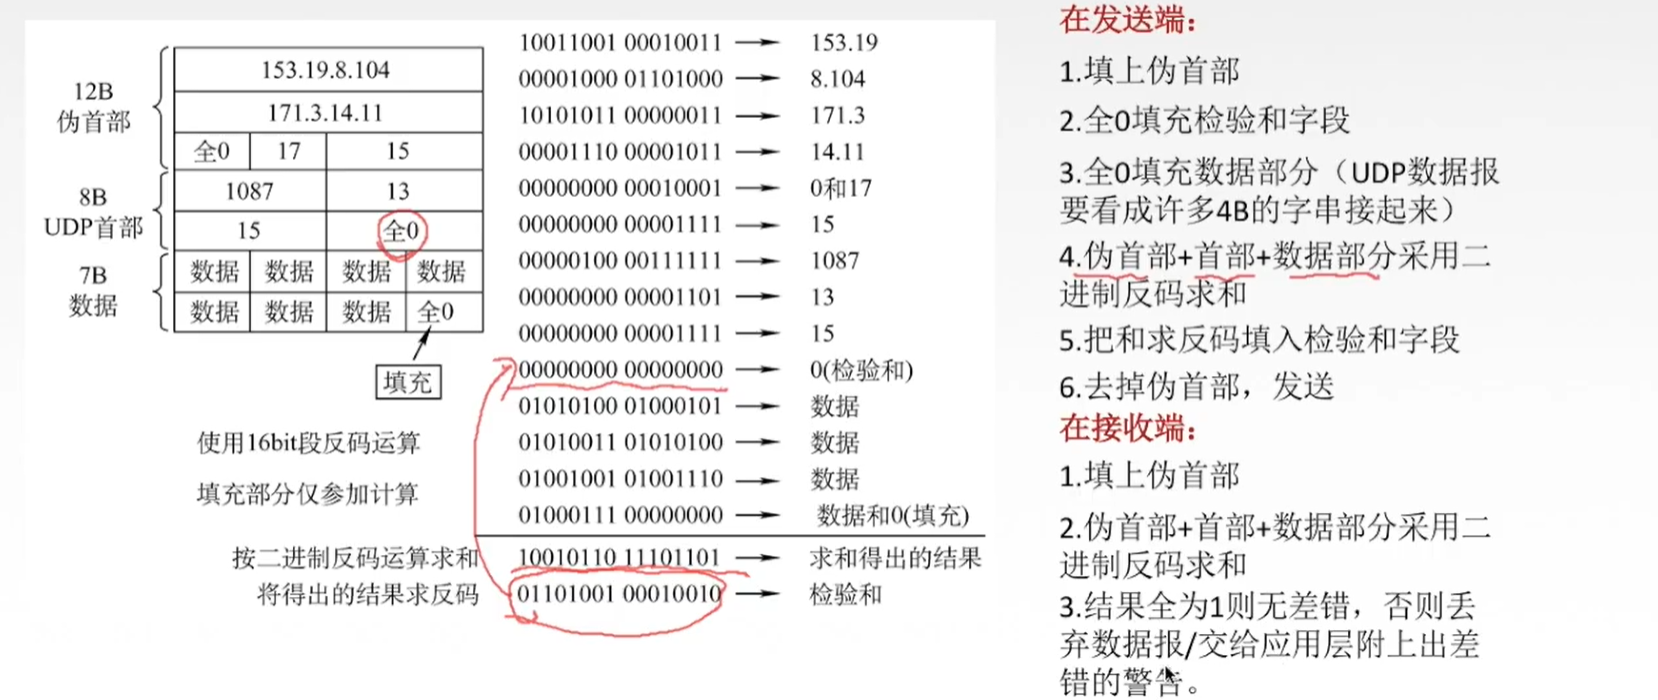 12B
伪首部
8B
UDP首部
7B
数据
153.19.8.104
171.3.14.11
全0 17 15
1087 13
15 全0
数据 数据 数据 数据
数据 数据 数据 全0
填充
使用16bit段反码运算
填充部分仅参加计算
10011001 00010011 → 153.19
00001000 01101000 → 8.104
10101011 00000011 → 171.3
00001110 00001011 → 14.11
00000000 00010001 → 0和17
00000000 00001111 → 15
00000100 00111111 → 1087
00000000 00001101 → 13
00000000 00001111 → 15
00000000 00000000 → 0(检验和)
01010100 01000101 → 数据
01010011 01010100 → 数据
01001001 01001110 → 数据
01000111 00000000 → 数据和0(填充)
按二进制反码运算求和 10010110 11101101 → 求和得出的结果
将得出的结果求反码 01101001 00010010 → 检验和
在发送端：
1.填上伪首部
2.全0填充检验和字段
3.全0填充数据部分（UDP数据报
要看成许多4B的字串接起来）
4.伪首部+首部+数据部分采用二
进制反码求和
5.把和求反码填入检验和字段
6.去掉伪首部，发送
在接收端：
1.填上伪首部
2.伪首部+首部+数据部分采用二
进制反码求和
3.结果全为1则无差错，否则丢
弃数据报/交给应用层附上出差
错的警告。